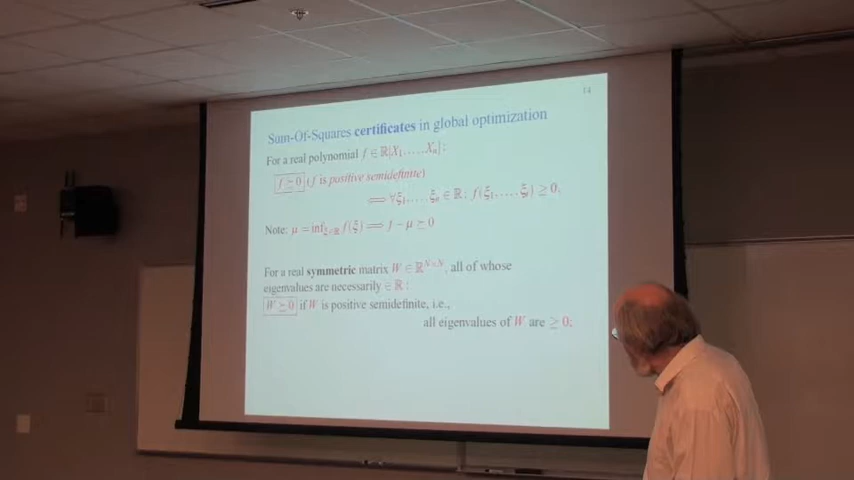 14
Sum-Of-Squares certificates in global optimization
For a real polynomial f ∈ ℝ[X₁,…,Xₙ]:
f ⪰ 0 (f is positive semidefinite)
⟺ ∀ξ₁,…,ξₙ ∈ ℝ: f(ξ₁,…,ξₙ) ≥ 0;
Note: μ = inf f(ξ) ⟺ f − μ ⪰ 0
For a real symmetric matrix W ∈ ℝᴺˣᴺ, all of whose
eigenvalues are necessarily ∈ ℝ:
W ⪰ 0 if W is positive semidefinite, i.e.,
all eigenvalues of W are ≥ 0;